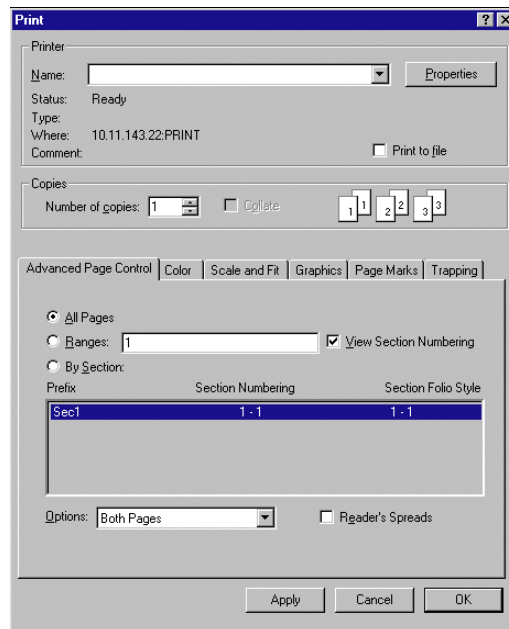 Print
Printer
Name:
Properties
Status: Ready
Type:
Where: 10.11.143.22:PRINT
Comment:
Print to file
Copies
Number of copies: 1
Collate
1 1 2 2 3 3
Advanced Page Control Color Scale and Fit Graphics Page Marks Trapping
All Pages
Ranges: 1 View Section Numbering
By Section:
Prefix Section Numbering Section Folio Style
Sec1 1 - 1 1 - 1
Options: Both Pages Reader's Spreads
Apply Cancel OK